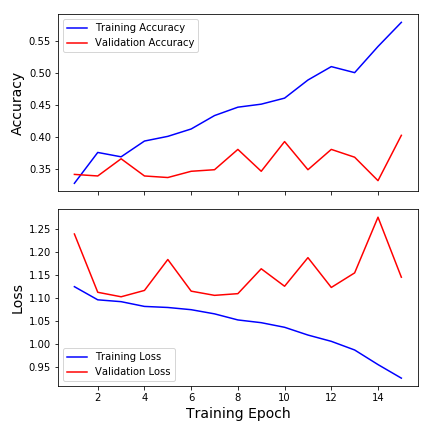 Training Accuracy
Validation Accuracy
0.55
0.50
0.45
0.40
0.35
Accuracy
1.25
1.20
1.15
1.10
1.05
1.00
0.95
Loss
Training Loss
Validation Loss
2 4 6 8 10 12 14
Training Epoch